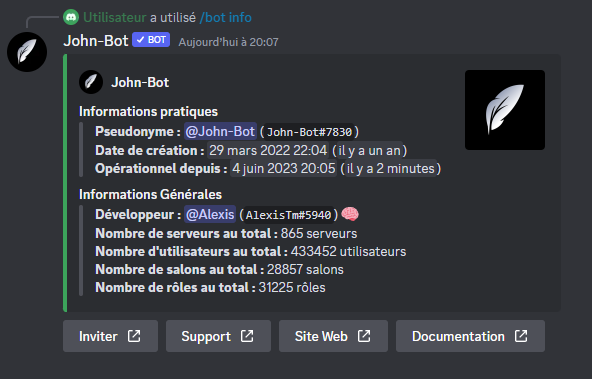 Utilisateur a utilisé /bot info
John-Bot BOT Aujourd'hui à 20:07
John-Bot
Informations pratiques
Pseudonyme : @John-Bot (John-Bot#7830)
Date de création : 29 mars 2022 22:04 (il y a un an)
Opérationnel depuis : 4 juin 2023 20:05 (il y a 2 minutes)
Informations Générales
Développeur : @Alexis (AlexisTm#5940)
Nombre de serveurs au total : 865 serveurs
Nombre d'utilisateurs au total : 433452 utilisateurs
Nombre de salons au total : 28857 salons
Nombre de rôles au total : 31225 rôles
Inviter Support Site Web Documentation